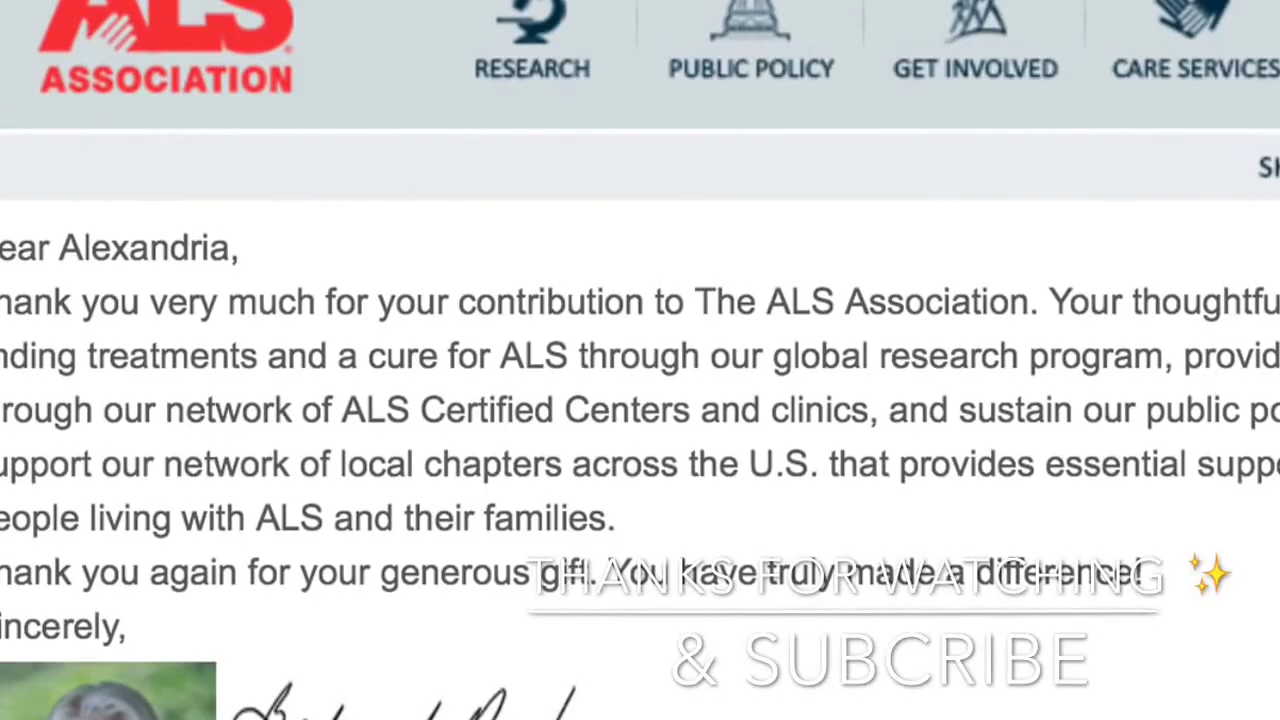 ALS
ASSOCIATION
RESEARCH
PUBLIC POLICY
GET INVOLVED
CARE SERVICES
ear Alexandria,
hank you very much for your contribution to The ALS Association. Your thoughtfu
nding treatments and a cure for ALS through our global research program, provid
rough our network of ALS Certified Centers and clinics, and sustain our public po
upport our network of local chapters across the U.S. that provides essential supp
eople living with ALS and their families.
hank you again for your generous gift. You have truly made a difference!
THANKS FOR WATCHING ✨
incerely,
& SUBCRIBE